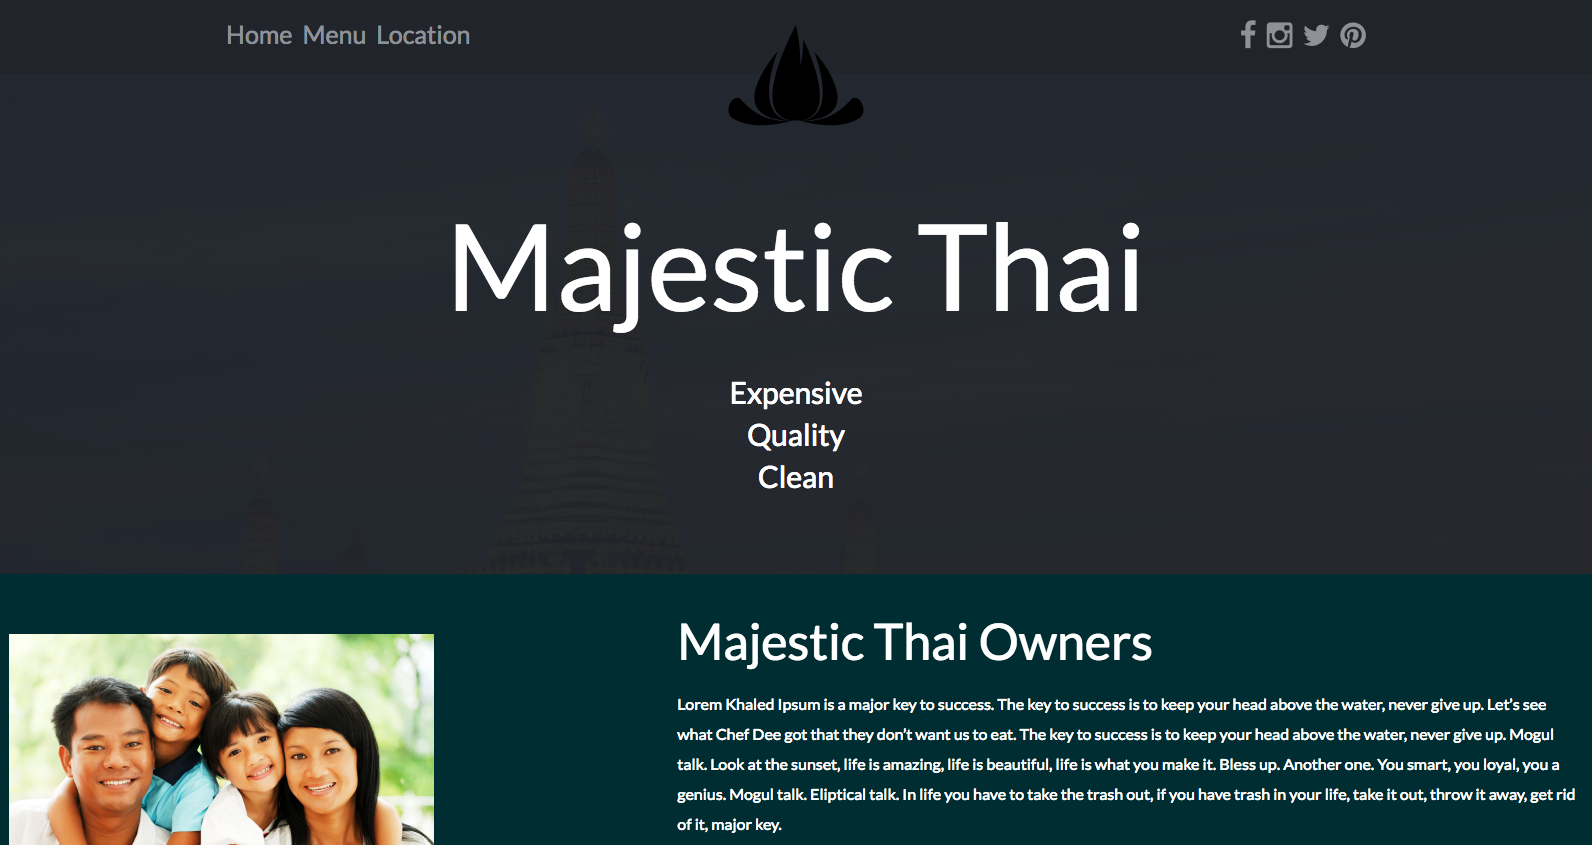 Home Menu Location
Majestic Thai
Expensive
Quality
Clean
Majestic Thai Owners
Lorem Khaled Ipsum is a major key to success. The key to success is to keep your head above the water, never give up. Let’s see
what Chef Dee got that they don’t want us to eat. The key to success is to keep your head above the water, never give up. Mogul
talk. Look at the sunset, life is amazing, life is beautiful, life is what you make it. Bless up. Another one. You smart, you loyal, you a
genius. Mogul talk. Eliptical talk. In life you have to take the trash out, if you have trash in your life, take it out, throw it away, get rid
of it, major key.